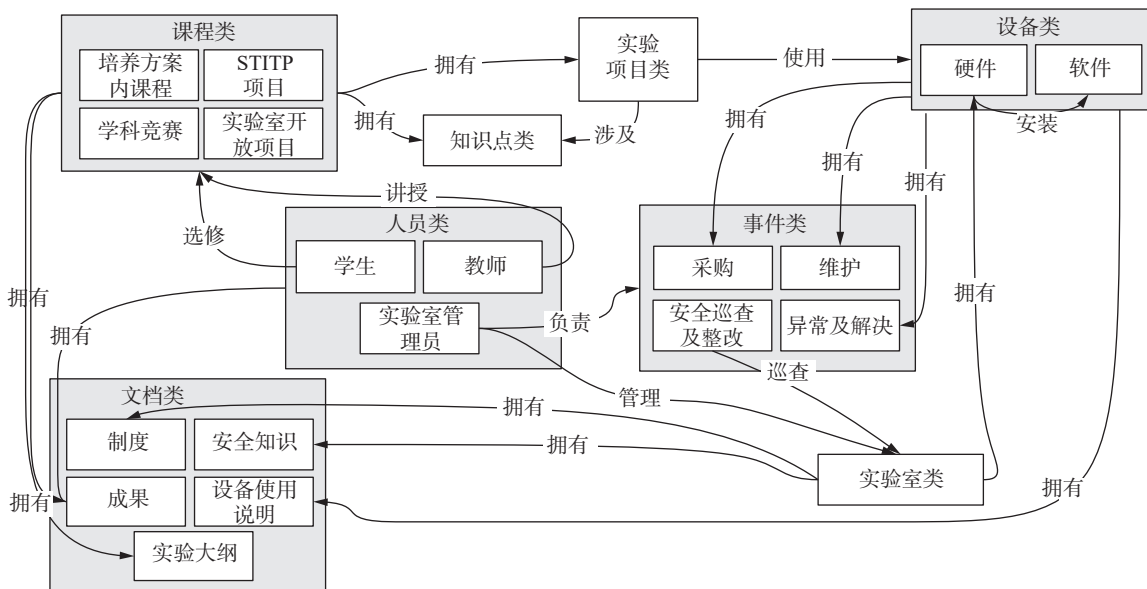 课程类
培养方案
内课程
STITP
项目
学科竞赛
实验室开
放项目
拥有
拥有
实验
项目类
知识点类
涉及
使用
设备类
硬件
软件
安装
拥有
拥有
拥有
讲授
选修
人员类
学生
教师
实验室管
理员
负责
管理
事件类
采购
维护
安全巡查
及整改
异常及解决
巡查
拥有
拥有
拥有
文档类
制度
安全知识
成果
设备使用
说明
实验大纲
拥有
拥有
拥有
实验室类
拥有